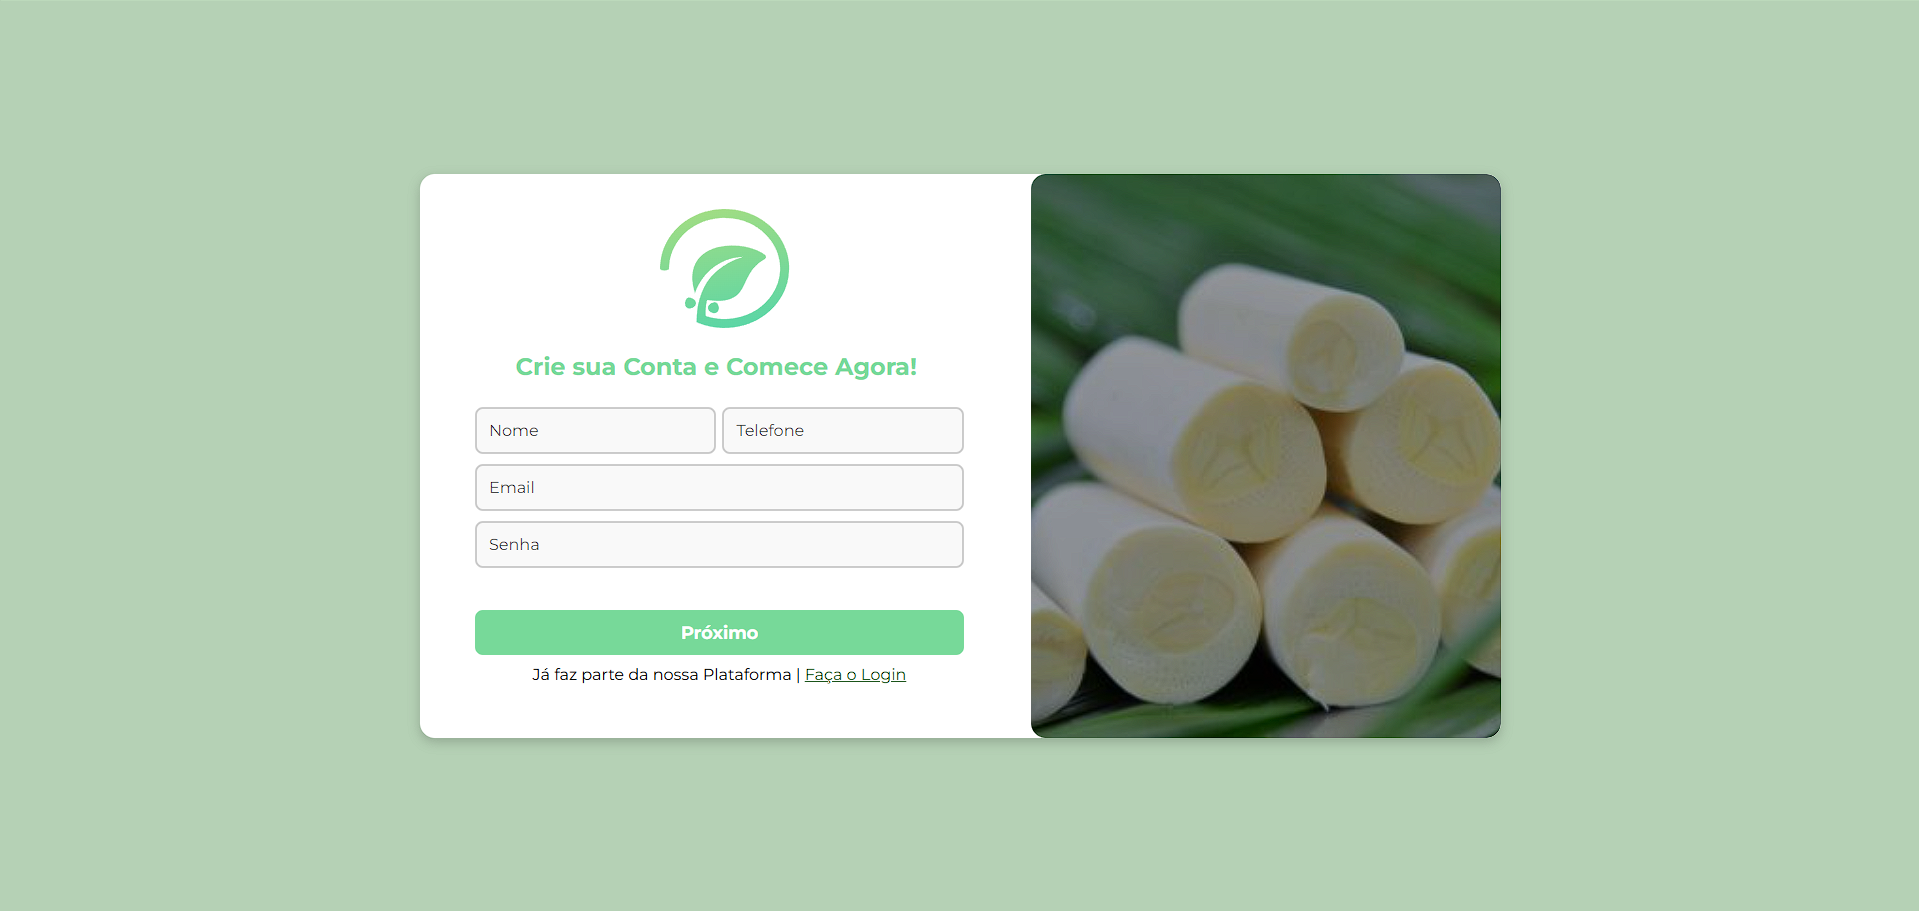 Crie sua Conta e Comece Agora!
Nome
Telefone
Email
Senha
Próximo
Já faz parte da nossa Plataforma | Faça o Login